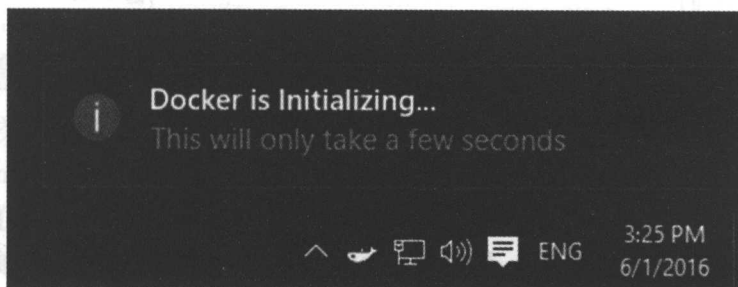 Docker is Initializing...
This will only take a few seconds
ENG
3:25 PM
6/1/2016